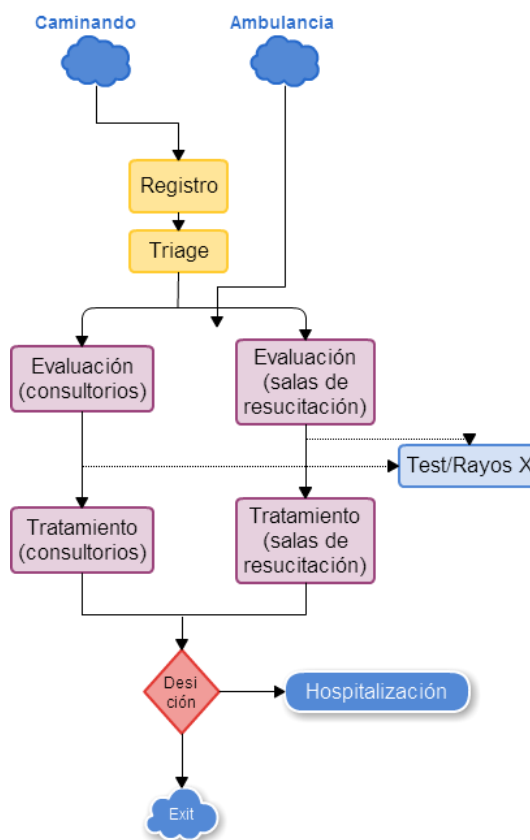 Caminando
Ambulancia
Registro
Triage
Evaluación
(consultorios)
Evaluación
(salas de
resucitación)
Test/Rayos X
Tratamiento
(consultorios)
Tratamiento
(salas de
resucitación)
Desi
ción
Hospitalización
Exit